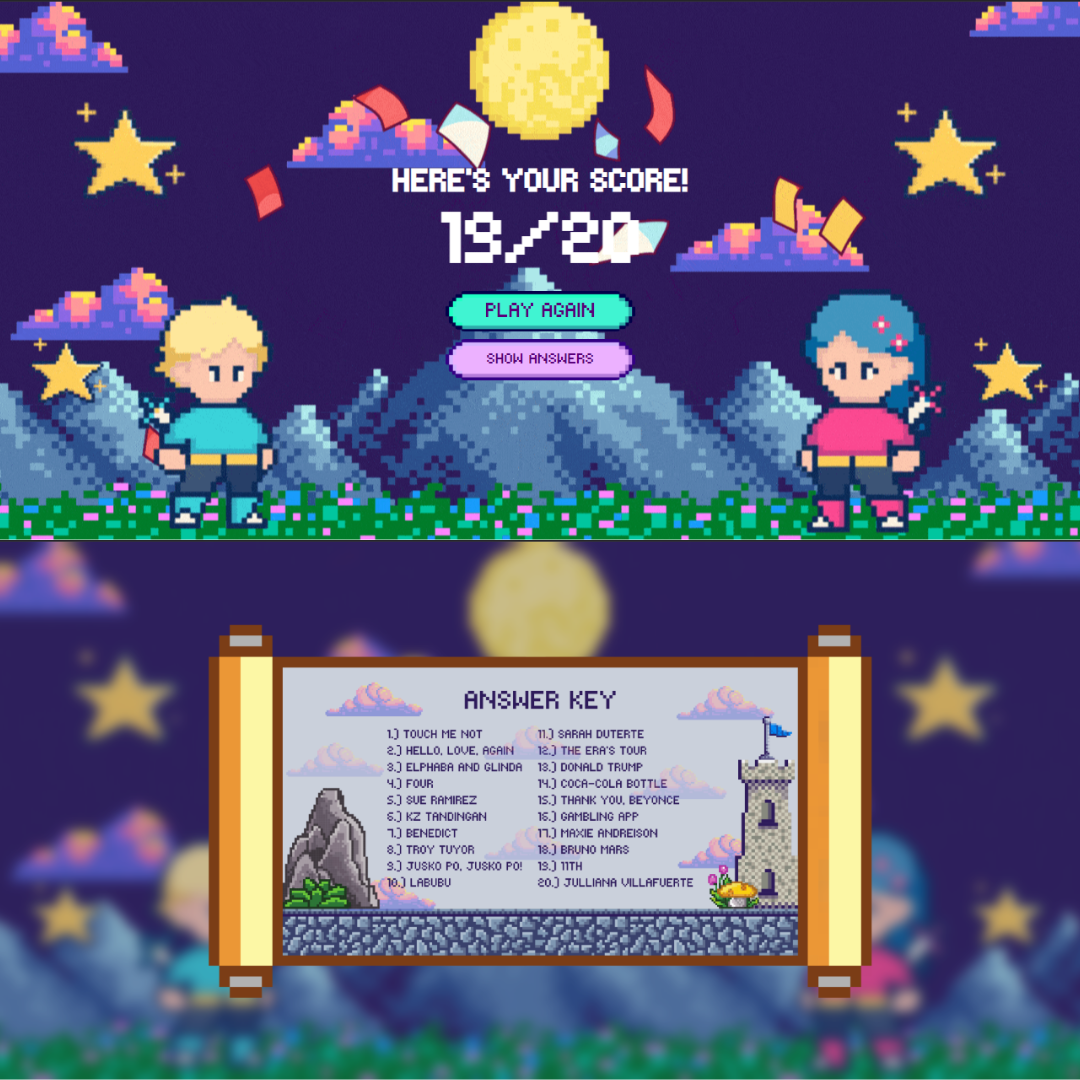 HERE'S YOUR SCORE!
19/20
PLAY AGAIN
SHOW ANSWERS
ANSWER KEY
1.) TOUCH ME NOT
2.) HELLO, LOVE, AGAIN
3.) ELPHABA AND GLINDA
4.) FOUR
5.) SUE RAMIREZ
6.) KZ TANDINGAN
7.) BENEDICT
8.) TROY TUYOR
9.) JUSKO PO, JUSKO PO!
10.) LABUBU
11.) SARAH DUTERTE
12.) THE ERA'S TOUR
13.) DONALD TRUMP
14.) COCA-COLA BOTTLE
15.) THANK YOU, BEYONCE
16.) GAMBLING APP
17.) MAXIE ANDREISON
18.) BRUNO MARS
19.) 11TH
20.) JULLIANA VILLAFUERTE